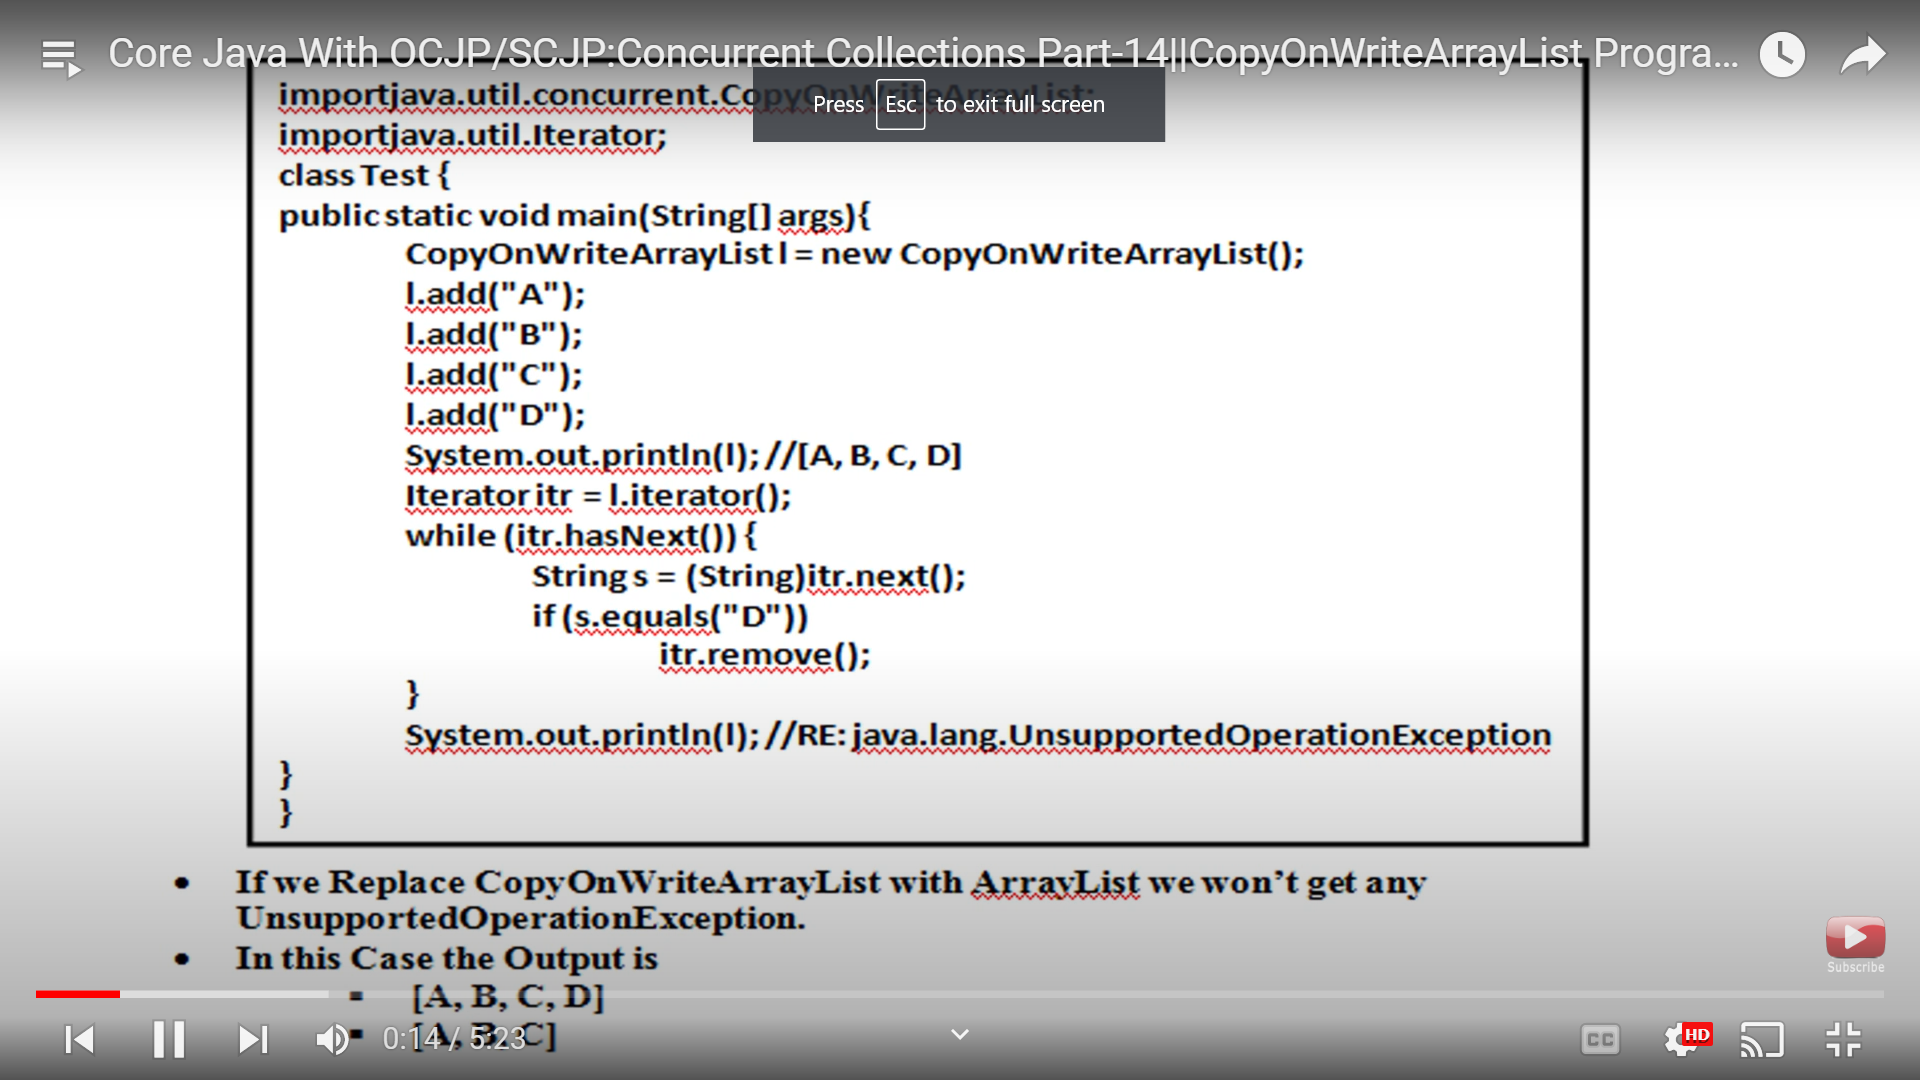 Core Java With OCJP/SCJP:Concurrent Collections Part-14||CopyOnWriteArrayList Progra...
importjava.util.concurrent.CopyOnWriteArrayList;
Press Esc to exit full screen
importjava.util.Iterator;
class Test {
public static void main(String[] args){
CopyOnWriteArrayList l = new CopyOnWriteArrayList();
l.add("A");
l.add("B");
l.add("C");
l.add("D");
System.out.println(l); //[A, B, C, D]
Iterator itr = l.iterator();
while (itr.hasNext()) {
String s = (String)itr.next();
if (s.equals("D"))
itr.remove();
}
System.out.println(l); //RE: java.lang.UnsupportedOperationException
}
}
• If we Replace CopyOnWriteArrayList with ArrayList we won't get any
UnsupportedOperationException.
• In this Case the Output is
Subscribe
▪ [A, B, C, D]
▪ [A, B, C]
0:14 / 5:23
CC
HD